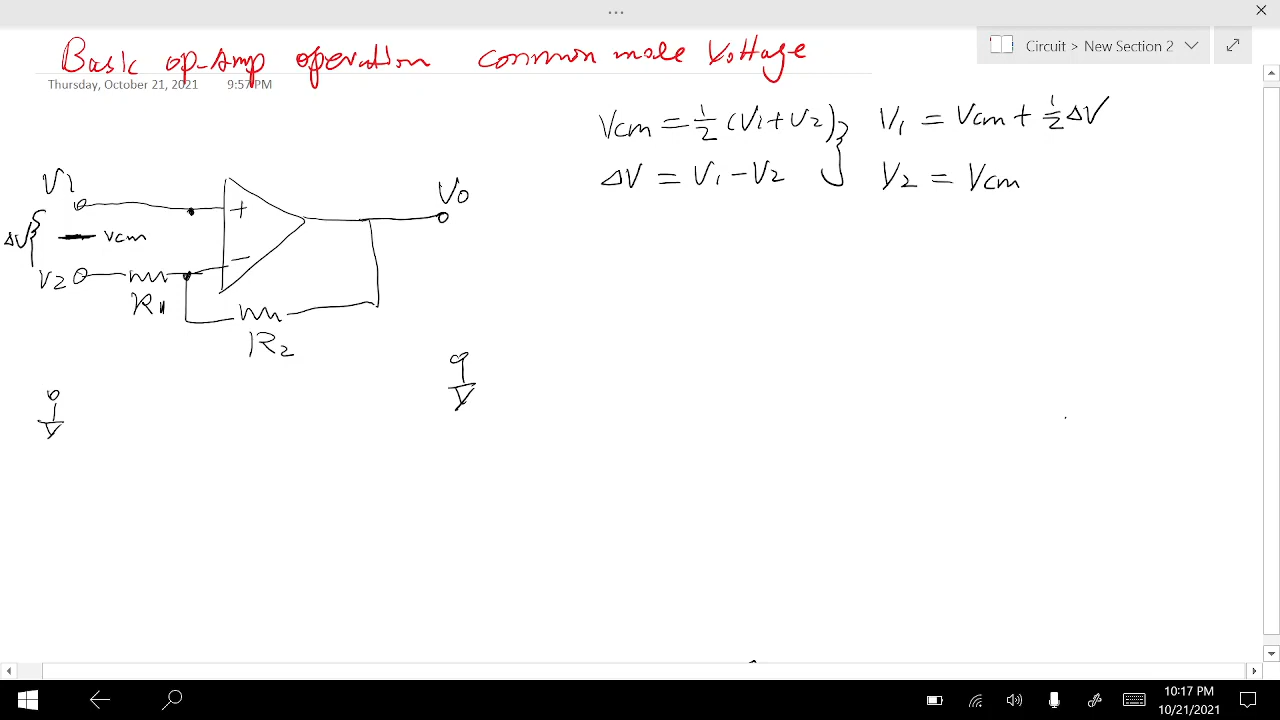 Circuit > New Section 2
Basic op-Amp operation common mode Voltage
Thursday, October 21, 2021 9:57 PM
Vcm = 1/2 (V1 + V2)
V1 = Vcm + 1/2 ΔV
ΔV = V1 - V2
V2 = Vcm
V1
+
Vo
ΔV
Vcm
V2
-
R1
R2
10:17 PM
10/21/2021